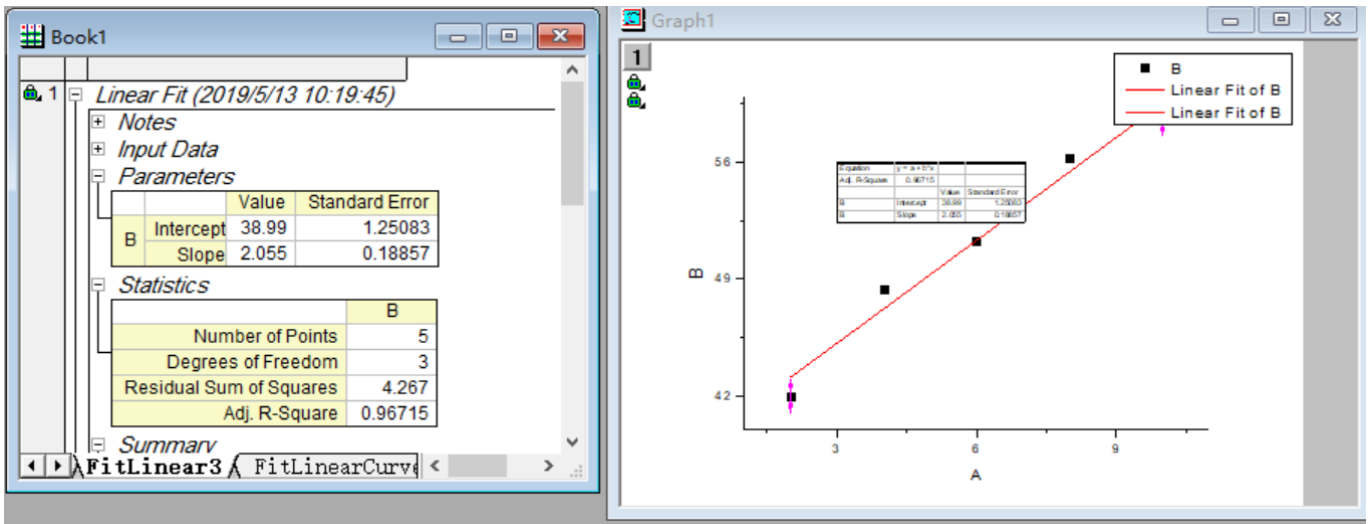 Book1
1
Linear Fit (2019/5/13 10:19:45)
Notes
Input Data
Parameters
Value Standard Error
B Intercept 38.99 1.25083
Slope 2.055 0.18857
Statistics
B
Number of Points 5
Degrees of Freedom 3
Residual Sum of Squares 4.267
Adj. R-Square 0.96715
Summary
FitLinear3 FitLinearCurve
Graph1
1
B
Linear Fit of B
Linear Fit of B
56
49
42
B
Equation y = a + b*x
Adj. R-Square 0.96715
Value Standard Error
B Intercept 38.99 1.25083
B Slope 2.055 0.18857
3 6 9
A